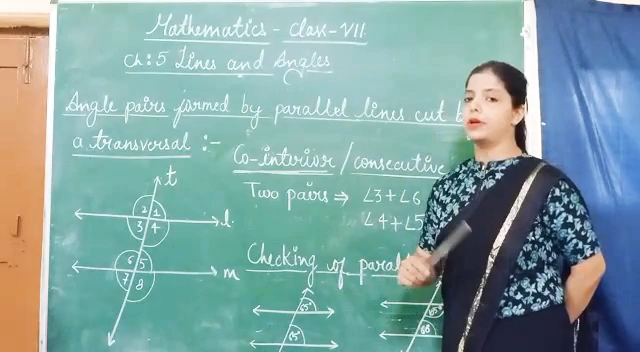 Mathematics - Class-VII
Ch:5 Lines and Angles
Angle pairs formed by parallel lines cut
a transversal :-
Co-interior / consecutive
Two pairs → ∠3+∠6
∠4+∠5
Checking of
t
2 1
3 4
l
6 5
7 8
m